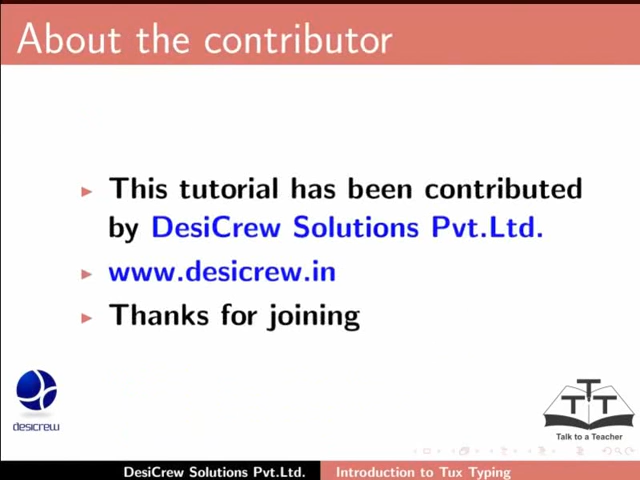 About the contributor
This tutorial has been contributed
by DesiCrew Solutions Pvt.Ltd.
www.desicrew.in
Thanks for joining
desicrew
T
T T
Talk to a Teacher
DesiCrew Solutions Pvt.Ltd. Introduction to Tux Typing